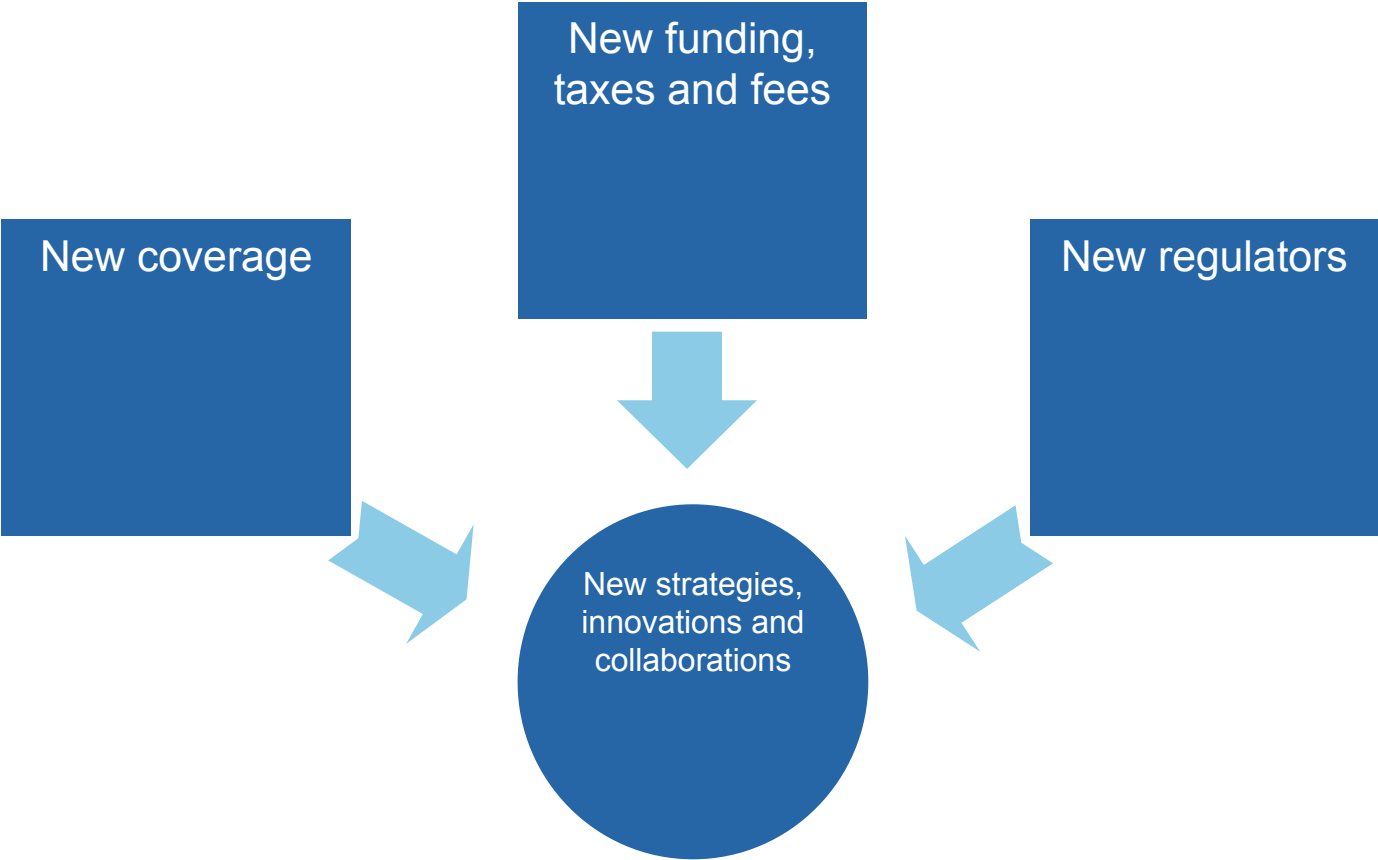 New funding,
taxes and fees
New coverage
New regulators
New strategies,
innovations and
collaborations